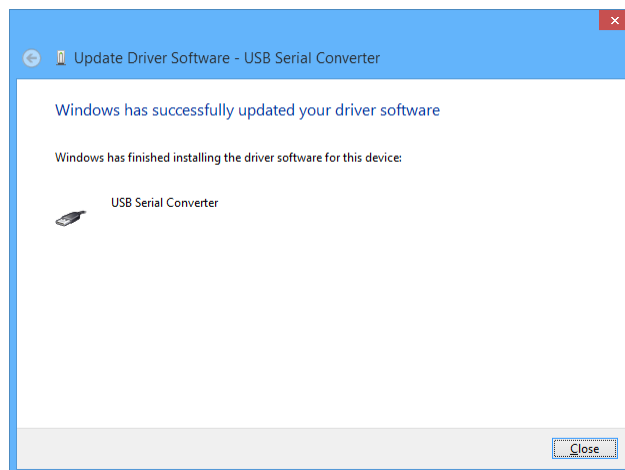 Update Driver Software - USB Serial Converter
Windows has successfully updated your driver software
Windows has finished installing the driver software for this device:
USB Serial Converter
Close